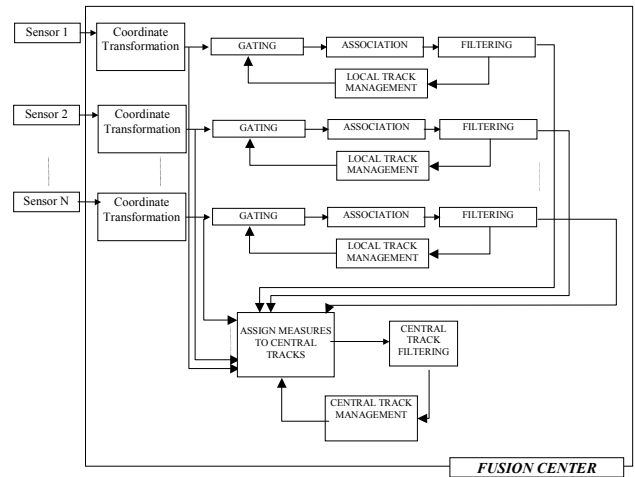 Sensor 1
Coordinate
Transformation
GATING
ASSOCIATION
FILTERING
LOCAL TRACK
MANAGEMENT
Sensor 2
Coordinate
Transformation
GATING
ASSOCIATION
FILTERING
LOCAL TRACK
MANAGEMENT
Sensor N
Coordinate
Transformation
GATING
ASSOCIATION
FILTERING
LOCAL TRACK
MANAGEMENT
ASSIGN MEASURES
TO CENTRAL
TRACKS
CENTRAL
TRACK
FILTERING
CENTRAL TRACK
MANAGEMENT
FUSION CENTER